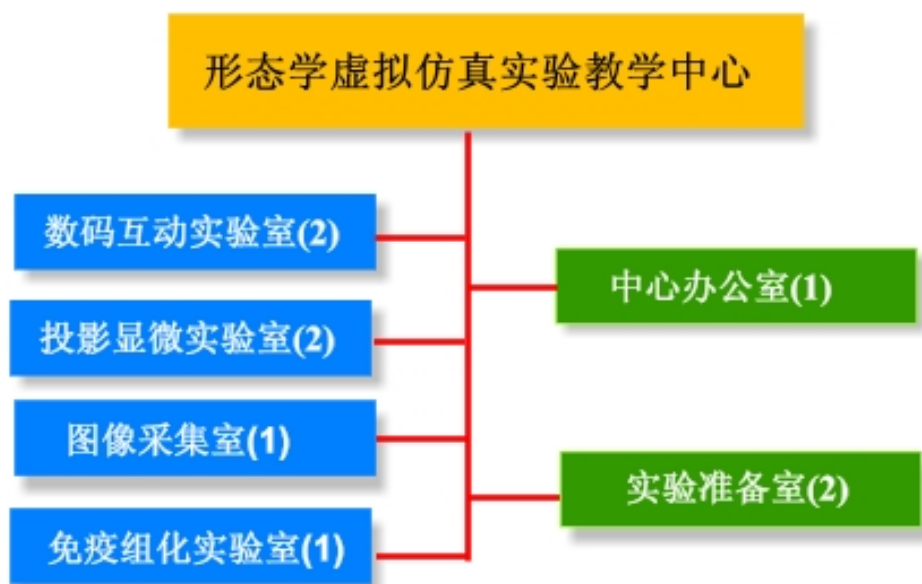 形态学虚拟仿真实验教学中心
数码互动实验室(2)
投影显微实验室(2)
图像采集室(1)
免疫组化实验室(1)
中心办公室(1)
实验准备室(2)